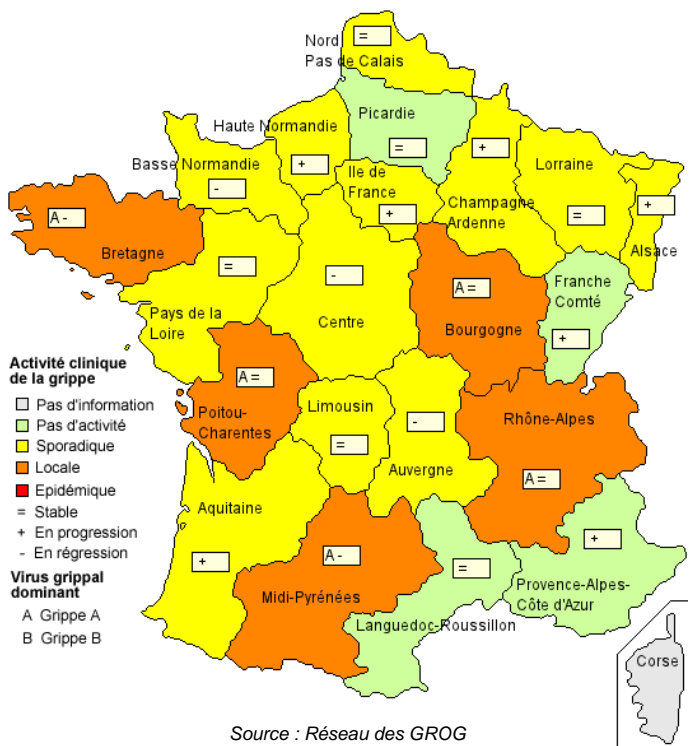 Nord
=
Pas de Calais
Picardie
=
Haute Normandie
+
Basse Normandie
-
Ile de
France
+
+
Champagne
Ardenne
Lorraine
=
+
Alsace
A -
Bretagne
=
Pays de la
Loire
-
Centre
A =
Bourgogne
Franche
Comté
+
A =
Poitou-
Charentes
Limousin
=
-
Auvergne
Rhône-Alpes
A =
Aquitaine
+
A -
Midi-Pyrénées
=
Languedoc-Roussillon
+
Provence-Alpes-
Côte d'Azur
Corse
Activité clinique
de la grippe
Pas d'information
Pas d'activité
Sporadique
Locale
Epidémique
= Stable
+ En progression
- En régression
Virus grippal
dominant
A Grippe A
B Grippe B
Source : Réseau des GROG